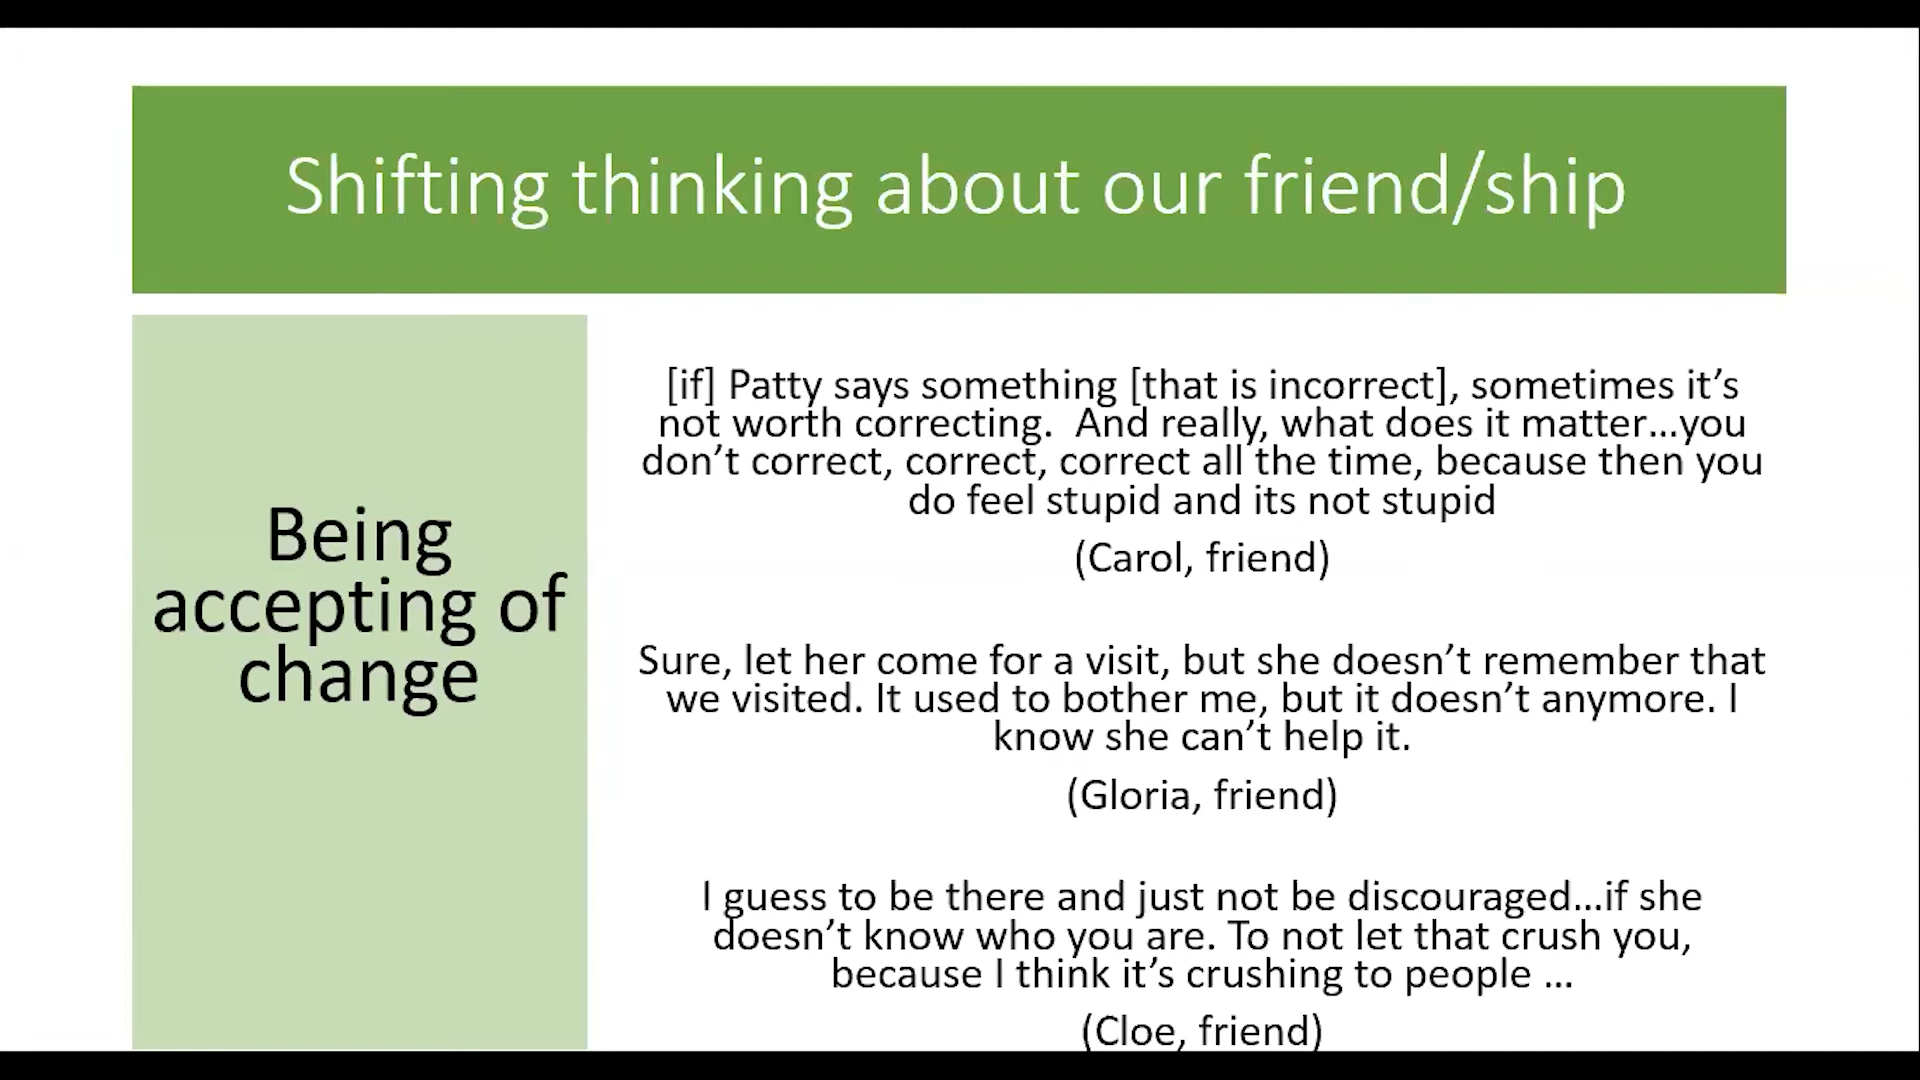 Shifting thinking about our friend/ship
Being
accepting of
change
[if] Patty says something [that is incorrect], sometimes it’s
not worth correcting.  And really, what does it matter…you
don’t correct, correct, correct all the time, because then you
do feel stupid and its not stupid
(Carol, friend)
Sure, let her come for a visit, but she doesn’t remember that
we visited. It used to bother me, but it doesn’t anymore. I
know she can’t help it.
(Gloria, friend)
I guess to be there and just not be discouraged…if she
doesn’t know who you are. To not let that crush you,
because I think it’s crushing to people …
(Cloe, friend)